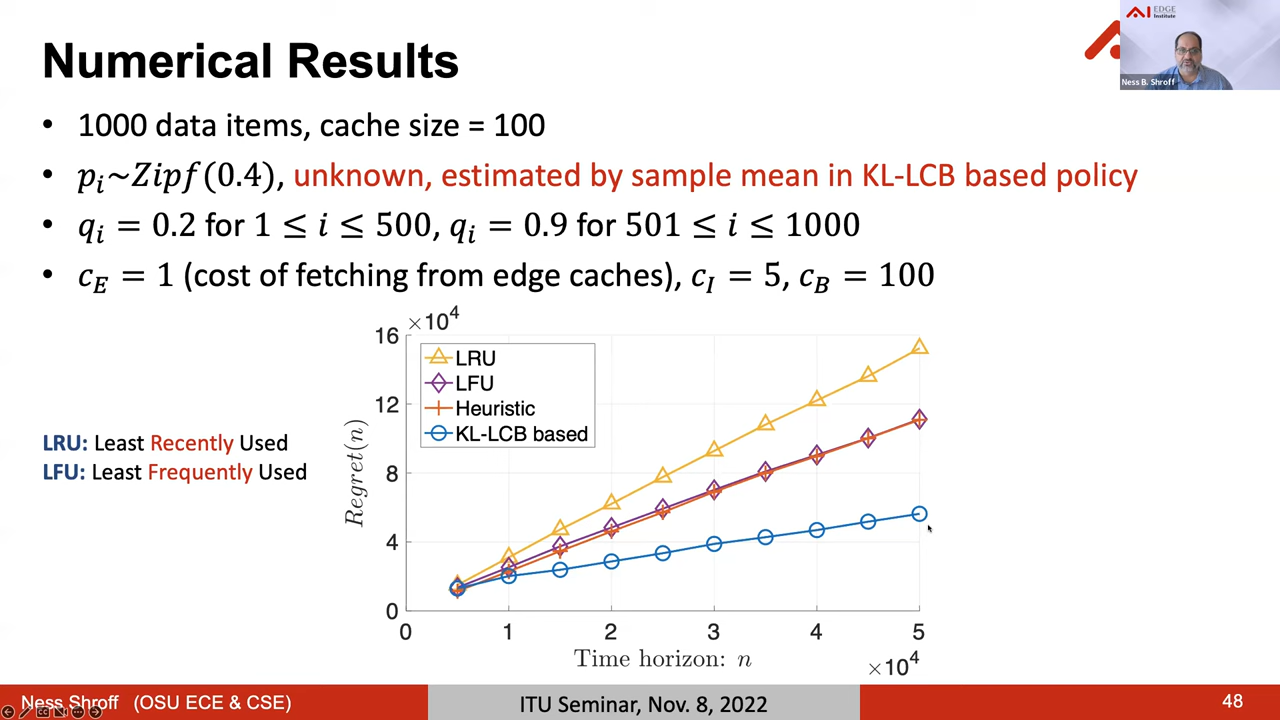 Numerical Results
AI EDGE
Institute
Ness B. Shroff
• 1000 data items, cache size = 100
• p_i~Zipf(0.4), unknown, estimated by sample mean in KL-LCB based policy
• q_i = 0.2 for 1 ≤ i ≤ 500, q_i = 0.9 for 501 ≤ i ≤ 1000
• c_E = 1 (cost of fetching from edge caches), c_I = 5, c_B = 100
×10^4
16
12
8
4
0
Regret(n)
LRU
LFU
Heuristic
KL-LCB based
LRU: Least Recently Used
LFU: Least Frequently Used
0 1 2 3 4 5
Time horizon: n
×10^4
Ness Shroff (OSU ECE & CSE)
ITU Seminar, Nov. 8, 2022
48